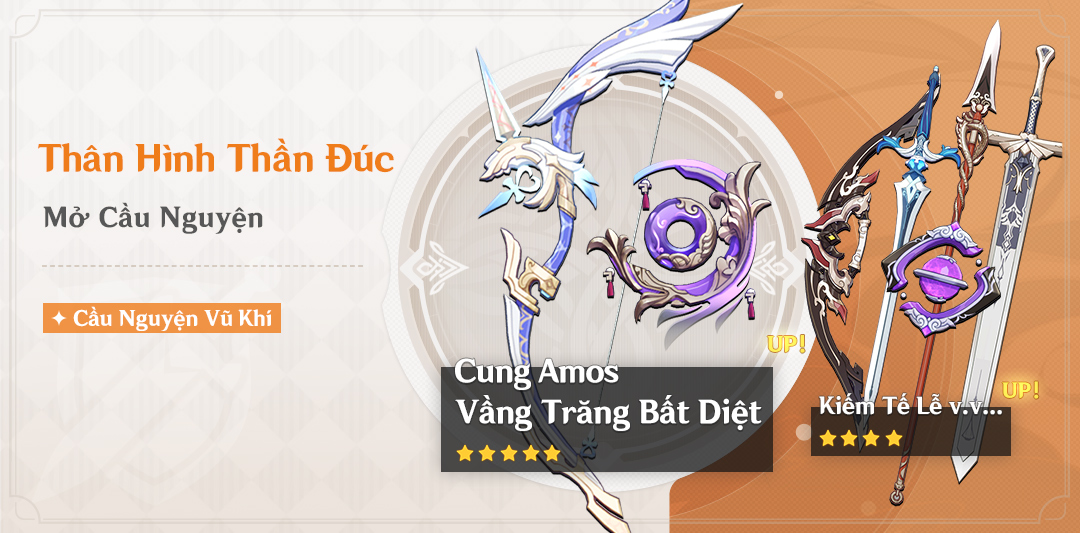 Thân Hình Thần Đúc
Mở Cầu Nguyện
✦ Cầu Nguyện Vũ Khí
UP!
Cung Amos
Vầng Trăng Bất Diệt
UP!
Kiếm Tế Lễ v.v...